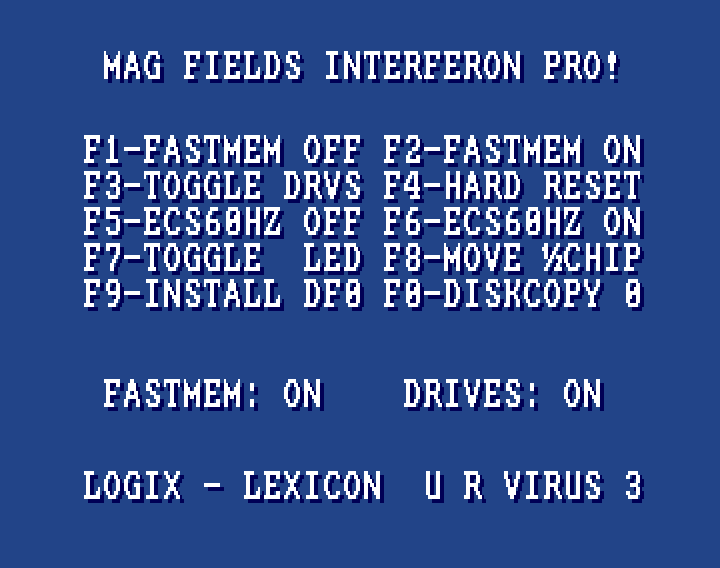 MAG FIELDS INTERFERON PRO!
F1-FASTMEM OFF F2-FASTMEM ON
F3-TOGGLE DRVS F4-HARD RESET
F5-ECS60HZ OFF F6-ECS60HZ ON
F7-TOGGLE  LED F8-MOVE ½CHIP
F9-INSTALL DF0 F0-DISKCOPY 0
FASTMEM: ON    DRIVES: ON
LOGIX - LEXICON  U R VIRUS 3